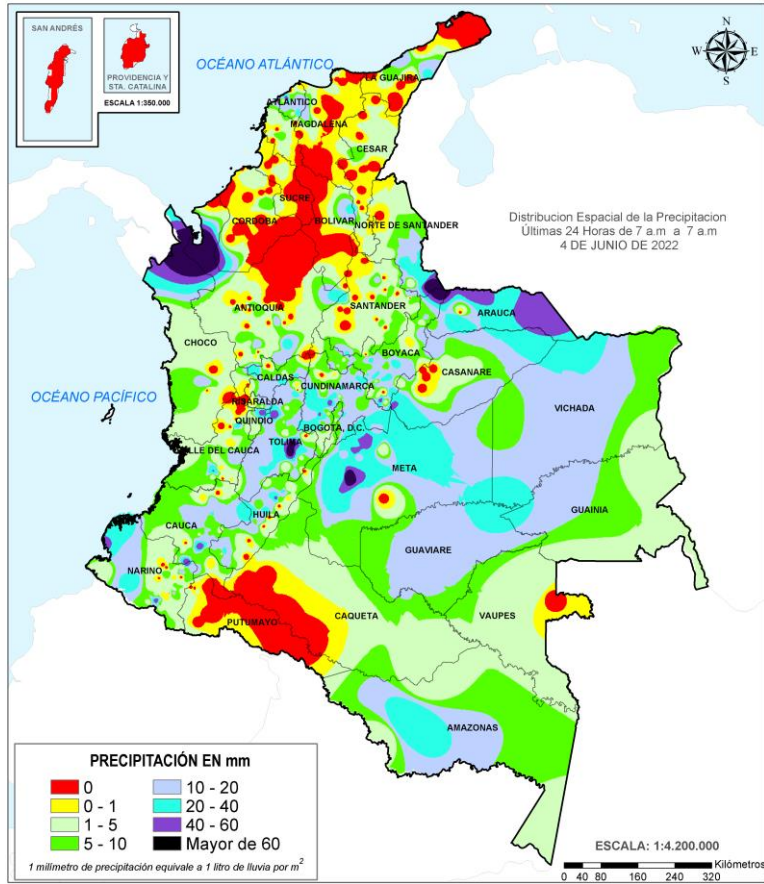 SAN ANDRÉS
PROVIDENCIA Y
STA. CATALINA
ESCALA 1:350.000
OCÉANO ATLÁNTICO
N
W
E
S
LA GUAJIRA
ATLÁNTICO
MAGDALENA
CESAR
SUCRE
CORDOBA
BOLIVAR
NORTE DE SANTANDER
Distribucion Espacial de la Precipitacion
Últimas 24 Horas de 7 a.m a 7 a.m
4 DE JUNIO DE 2022
ANTIOQUIA
SANTANDER
ARAUCA
CHOCO
BOYACA
CASANARE
CALDAS
CUNDINAMARCA
OCÉANO PACÍFICO
RISARALDA
VICHADA
QUINDIO
BOGOTÁ, D.C.
TOLIMA
VALLE DEL CAUCA
META
GUAINIA
HUILA
CAUCA
GUAVIARE
NARIÑO
PUTUMAYO
CAQUETA
VAUPES
AMAZONAS
PRECIPITACIÓN EN mm
0
0 - 1
1 - 5
5 - 10
10 - 20
20 - 40
40 - 60
Mayor de 60
1 milímetro de precipitación equivale a 1 litro de lluvia por m²
ESCALA: 1:4.200.000
Kilómetros
0 40 80 160 240 320